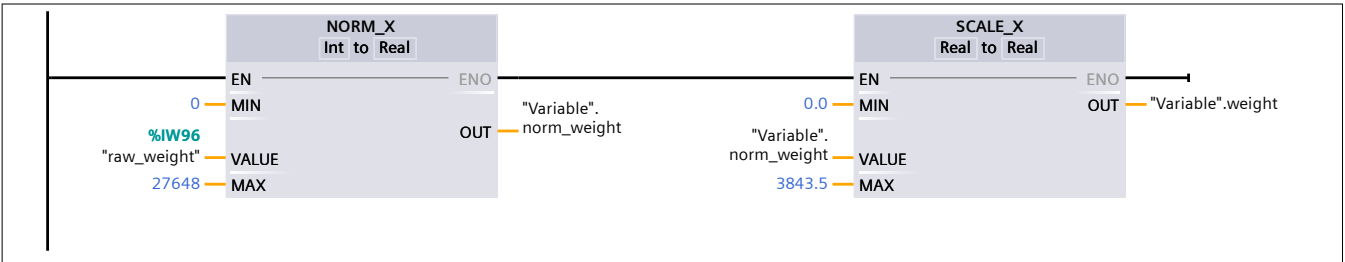 NORM_X
Int to Real
EN
ENO
0
MIN
"Variable".
norm_weight
OUT
%IW96
"raw_weight"
VALUE
27648
MAX
SCALE_X
Real to Real
EN
ENO
0.0
MIN
OUT
"Variable".weight
"Variable".
norm_weight
VALUE
3843.5
MAX